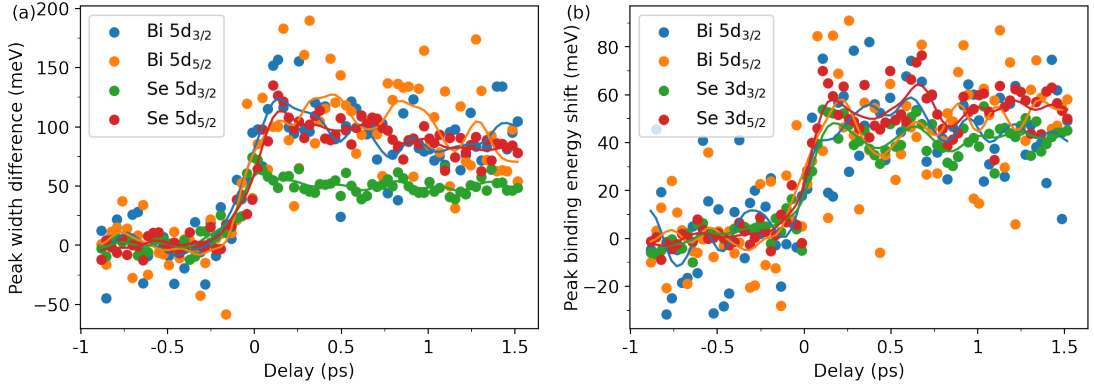 (a)
200
150
100
50
0
−50
Peak width difference (meV)
Bi 5d3/2
Bi 5d5/2
Se 5d3/2
Se 5d5/2
-1 -0.5 0 0.5 1 1.5
Delay (ps)
(b)
80
60
40
20
0
−20
Peak binding energy shift (meV)
Bi 5d3/2
Bi 5d5/2
Se 3d3/2
Se 3d5/2
-1 -0.5 0 0.5 1 1.5
Delay (ps)